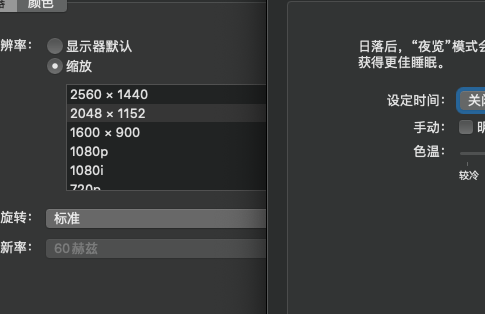 颜色
辨率：
显示器默认
缩放
2560 × 1440
2048 × 1152
1600 × 900
1080p
1080i
720p
旋转：
标准
新率：
60 赫兹
日落后，“夜览”模式会
获得更佳睡眠。
设定时间：
关闭
手动：
明
色温：
较冷